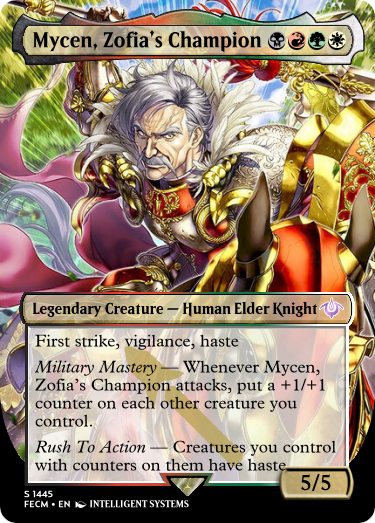 Mycen, Zofia's Champion
Legendary Creature — Human Elder Knight
First strike, vigilance, haste
Military Mastery — Whenever Mycen,
Zofia's Champion attacks, put a +1/+1
counter on each other creature you
control.
Rush To Action — Creatures you control
with counters on them have haste.
5/5
S 1445
FECM • EN INTELLIGENT SYSTEMS